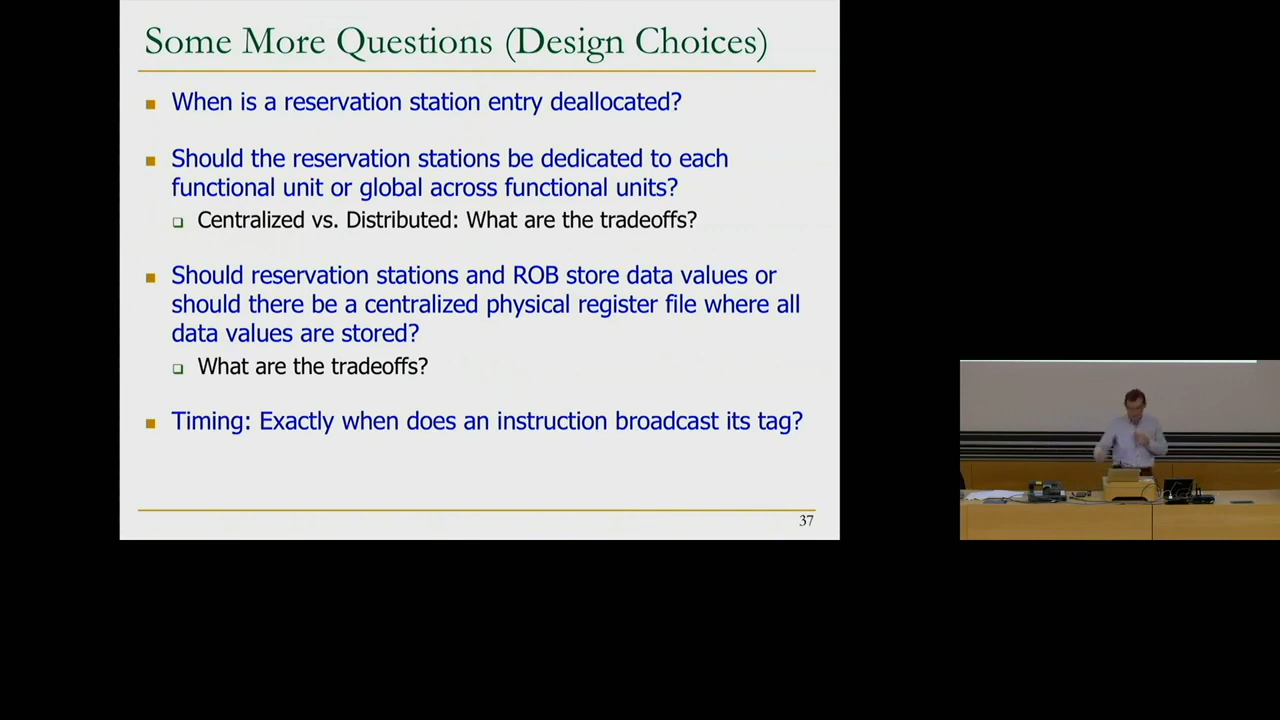 Some More Questions (Design Choices)
When is a reservation station entry deallocated?
Should the reservation stations be dedicated to each
functional unit or global across functional units?
Centralized vs. Distributed: What are the tradeoffs?
Should reservation stations and ROB store data values or
should there be a centralized physical register file where all
data values are stored?
What are the tradeoffs?
Timing: Exactly when does an instruction broadcast its tag?
37